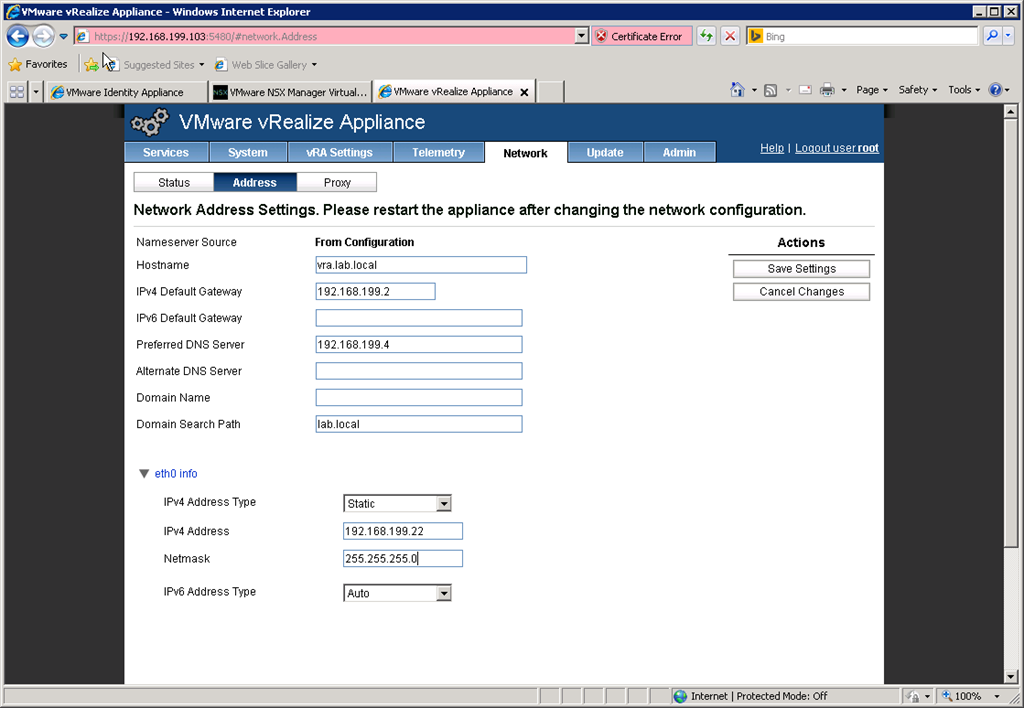 VMware vRealize Appliance - Windows Internet Explorer
https://192.168.199.103:5480/#network.Address
Certificate Error
Bing
Favorites
Suggested Sites
Web Slice Gallery
VMware Identity Appliance
NSX VMware NSX Manager Virtual...
VMware vRealize Appliance
Page
Safety
Tools
VMware vRealize Appliance
Services
System
vRA Settings
Telemetry
Network
Update
Admin
Help | Logout user root
Status
Address
Proxy
Network Address Settings. Please restart the appliance after changing the network configuration.
Nameserver Source From Configuration
Hostname vra.lab.local
IPv4 Default Gateway 192.168.199.2
IPv6 Default Gateway
Preferred DNS Server 192.168.199.4
Alternate DNS Server
Domain Name
Domain Search Path lab.local
Actions
Save Settings
Cancel Changes
eth0 info
IPv4 Address Type Static
IPv4 Address 192.168.199.22
Netmask 255.255.255.0
IPv6 Address Type Auto
Internet | Protected Mode: Off
100%